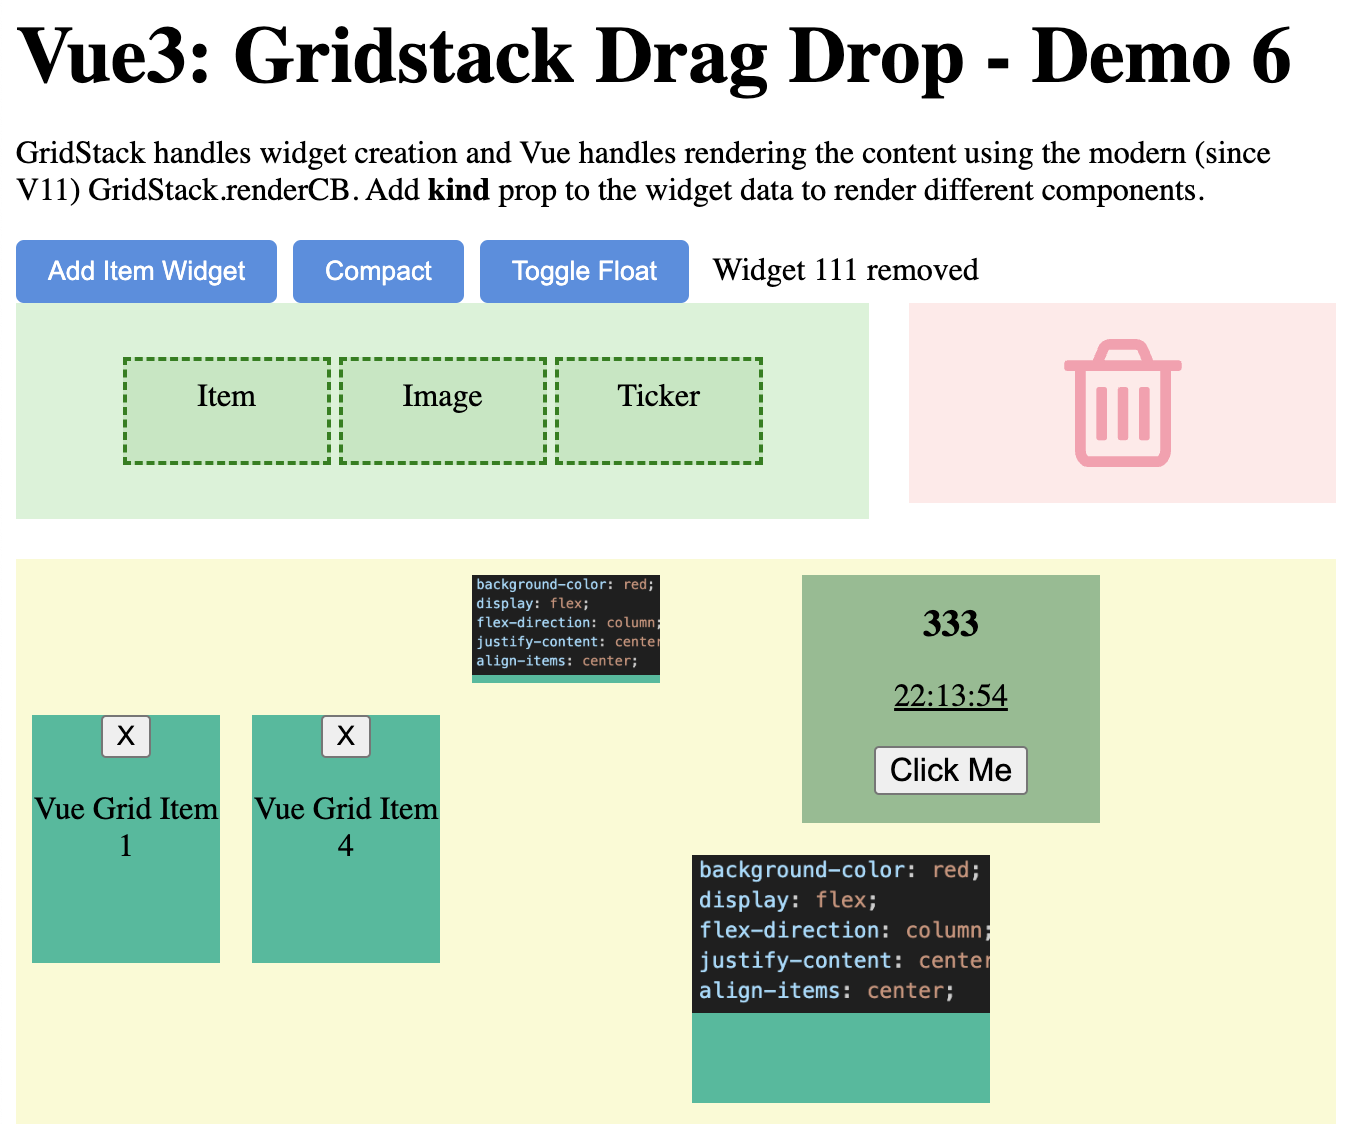 Vue3: Gridstack Drag Drop - Demo 6
GridStack handles widget creation and Vue handles rendering the content using the modern (since
V11) GridStack.renderCB. Add kind prop to the widget data to render different components.
Add Item Widget Compact Toggle Float Widget 111 removed
Item Image Ticker
background-color: red;
display: flex;
flex-direction: column;
justify-content: center
align-items: center;
333
22:13:54
Click Me
X
Vue Grid Item
1
X
Vue Grid Item
4
background-color: red;
display: flex;
flex-direction: column;
justify-content: center
align-items: center;